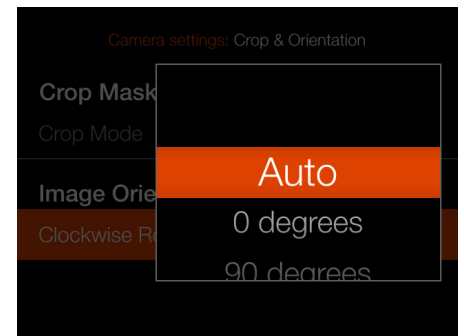 Camera settings: Crop & Orientation
Crop Mask
Crop Mode
Image Orie
Clockwise Ro
Auto
0 degrees
90 degrees